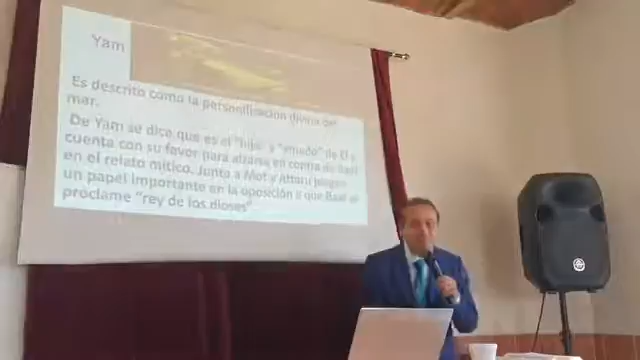 Yam
Es descrito como la personificación divina del
mar.
De Yam se dice que es el "hijo" y "amado" de El y
cuenta con su favor para alzarse en contra de Baal
en el relato mítico. Junto a Mot y Attaru juegan
un papel importante en la oposición a que Baal se
proclame "rey de los dioses".